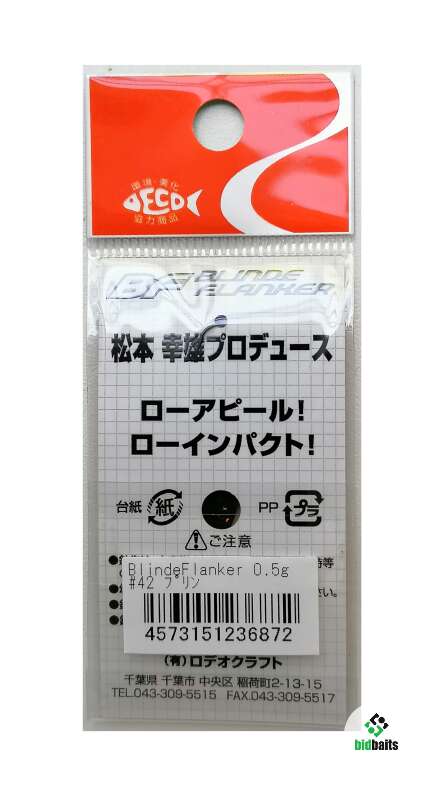 環境・美化
ECO
協力商品
BF BLINDE
FLANKER
松本 幸雄プロデュース
ローアピール!
ローインパクト!
台紙 紙 PP プラ
ご注意
BlindeFlanker 0.5g
#42 プリン
4573151236872
(有)ロデオクラフト
千葉県 千葉市 中央区 稲荷町2-13-15
TEL.043-309-5515 FAX.043-309-5517
bidbaits